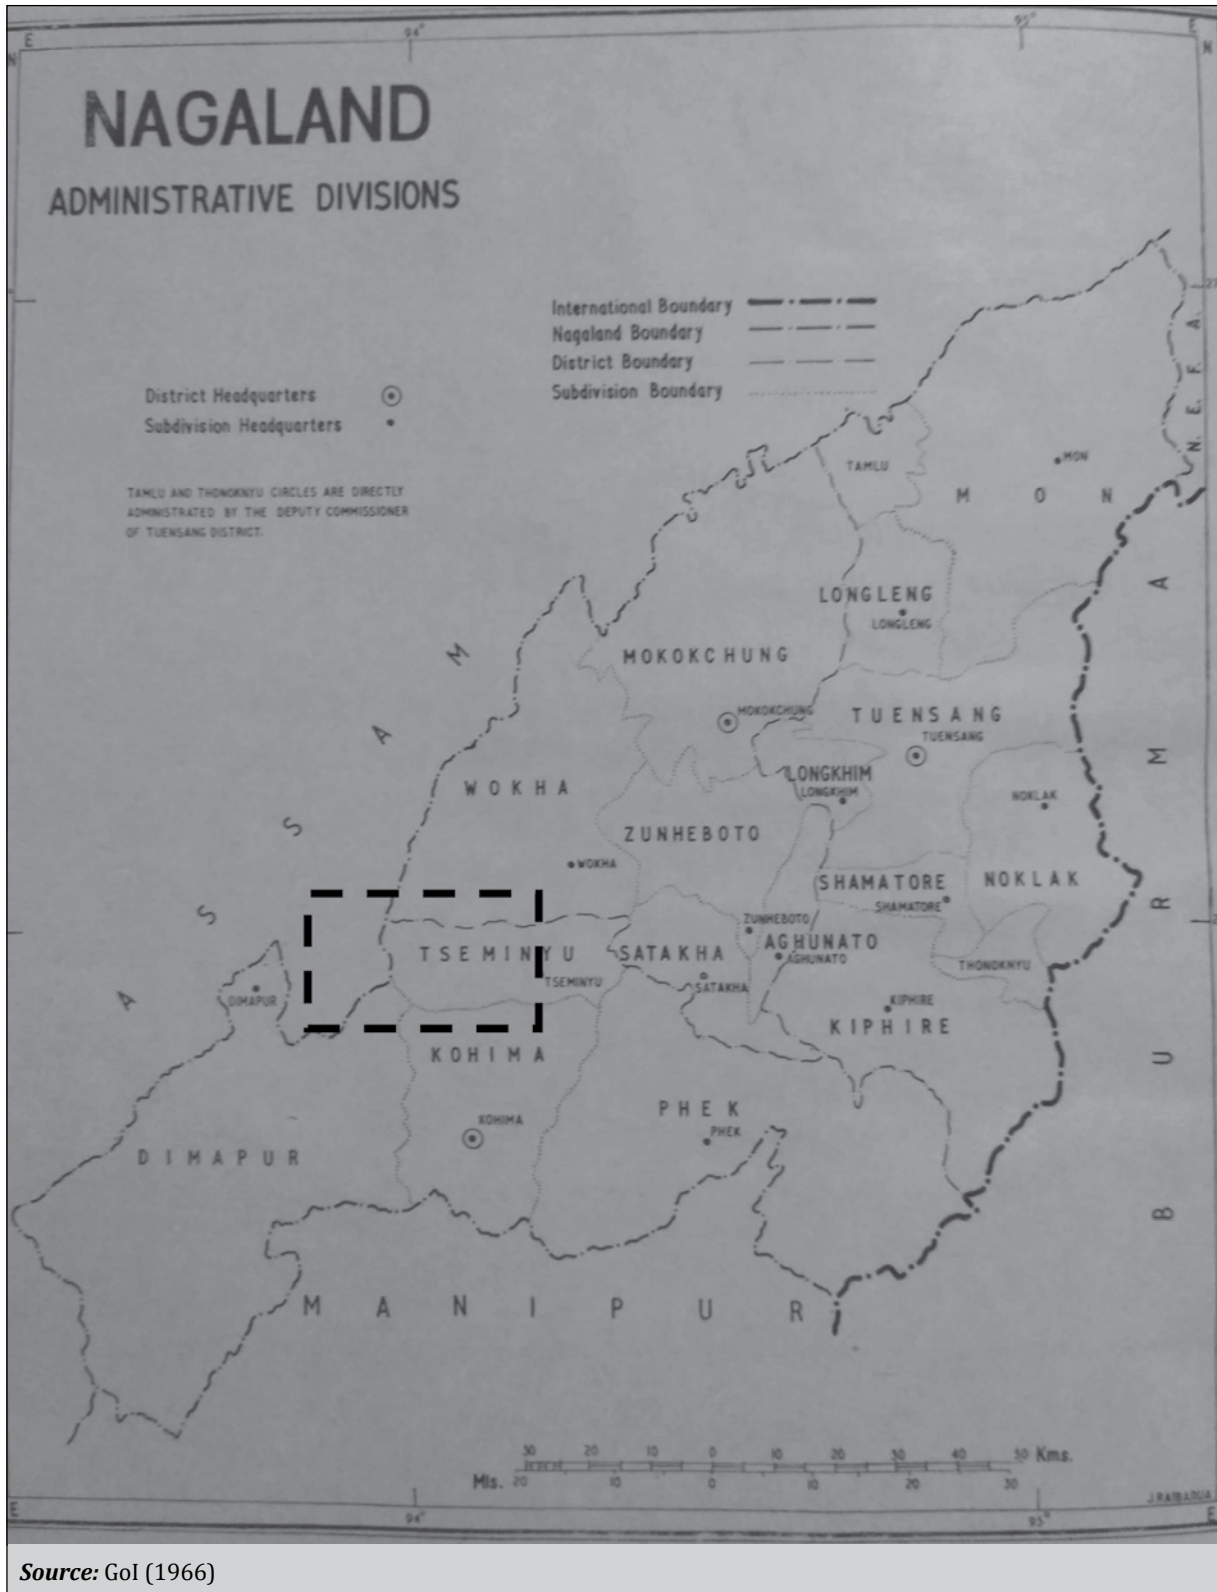 E
94°
95°
N
N
NAGALAND
ADMINISTRATIVE DIVISIONS
International Boundary
Nagaland Boundary
District Boundary
Subdivision Boundary
District Headquarters
Subdivision Headquarters
N. E. F. A.
TAMLU
MON
M O N
TAMLU AND THONOKNYU CIRCLES ARE DIRECTLY
ADMINISTRATED BY THE DEPUTY COMMISSIONER
OF TUENSANG DISTRICT.
LONGLENG
LONGLENG
MOKOKCHUNG
MOKOKCHUNG
TUENSANG
TUENSANG
LONGKHIM
LONGKHIM
WOKHA
NOKLAK
ZUNHEBOTO
WOKHA
SHAMATORE
NOKLAK
SHAMATORE
ZUNHEBOTO
TSEMINYU
SATAKHA
AGHUNATO
AGHUNATO
THONOKNYU
TSEMINYU
SATAKHA
DIMAPUR
KIPHIRE
KIPHIRE
KOHIMA
PHEK
KOHIMA
PHEK
DIMAPUR
ASSAM
BURMA
MANIPUR
30 20 10 0 10 20 30 40 50 Kms.
Mls. 20 10 0 10 20 30
E
94°
95°
E
Source: GoI (1966)